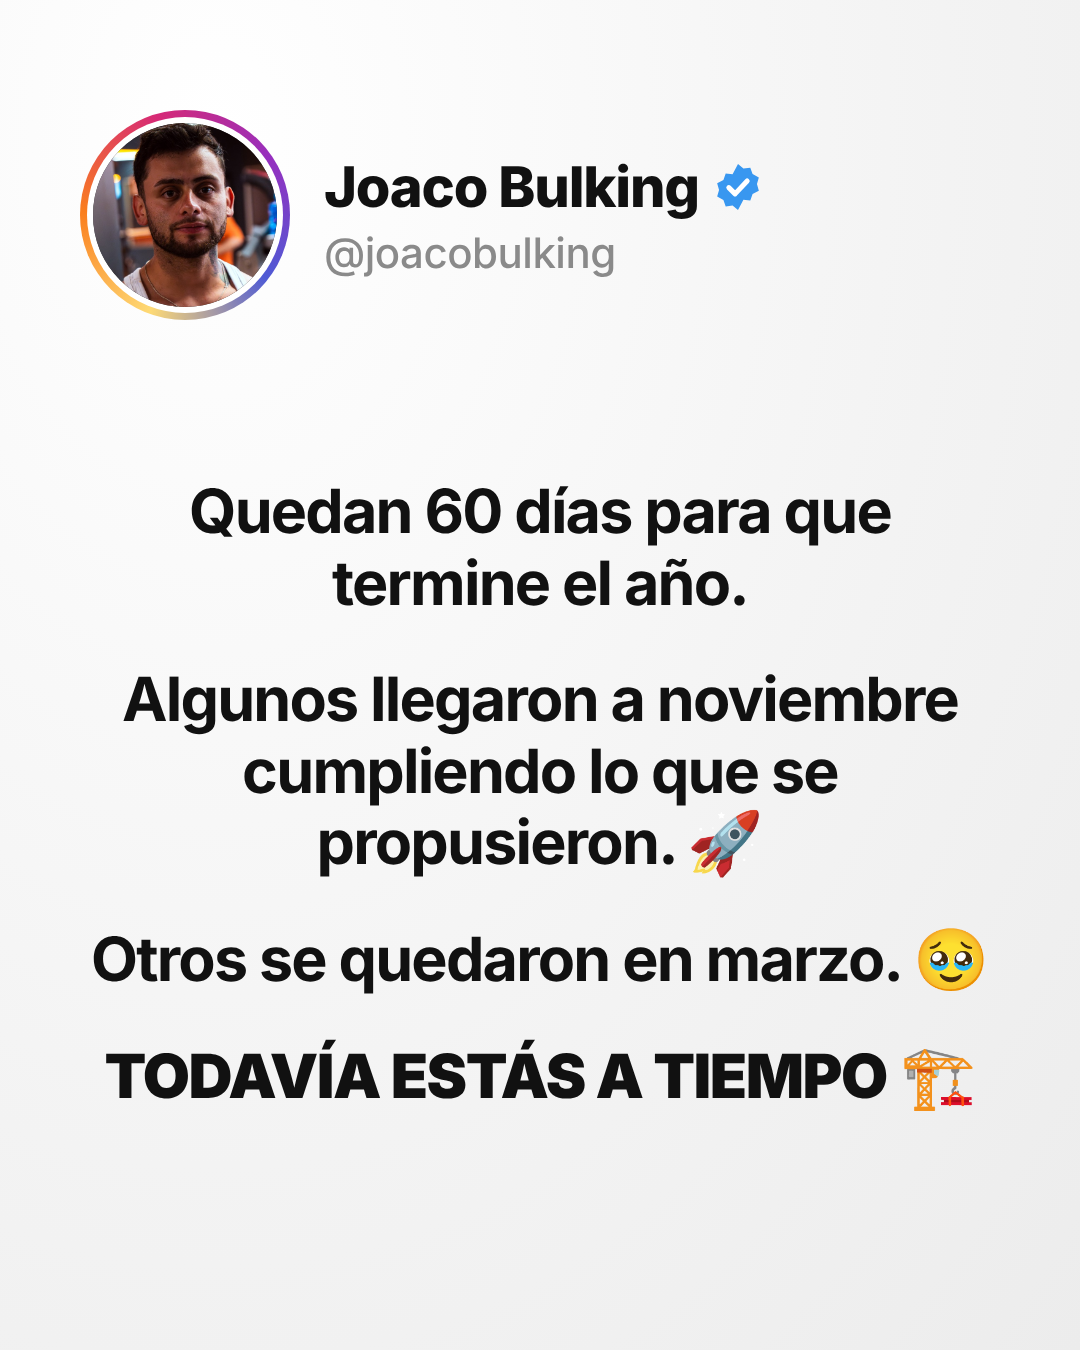 Joaco Bulking
@joacobulking
Quedan 60 días para que
termine el año.
Algunos llegaron a noviembre
cumpliendo lo que se
propusieron. 🚀
Otros se quedaron en marzo. 🥹
TODAVÍA ESTÁS A TIEMPO 🏗️